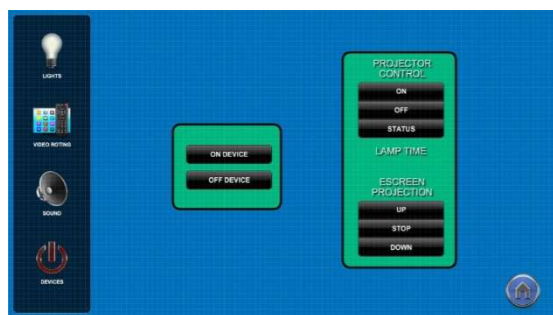 LIGHTS
VIDEO ROTING
SOUND
DEVICES
ON DEVICE
OFF DEVICE
PROJECTOR
CONTROL
ON
OFF
STATUS
LAMP TIME
ESCREEN
PROJECTION
UP
STOP
DOWN